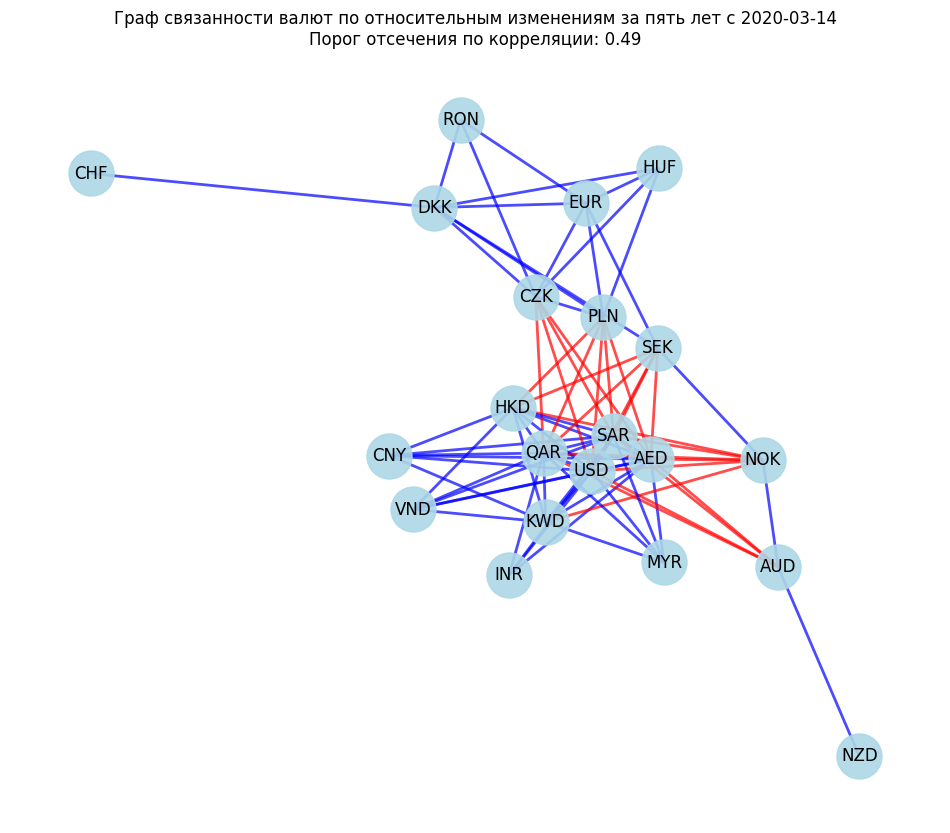 Граф связанности валют по относительным изменениям за пять лет с 2020-03-14
Порог отсечения по корреляции: 0.49
RON
HUF
CHF
EUR
DKK
CZK
PLN
SEK
HKD
SAR
QAR
CNY
AED
NOK
USD
VND
KWD
MYR
AUD
INR
NZD